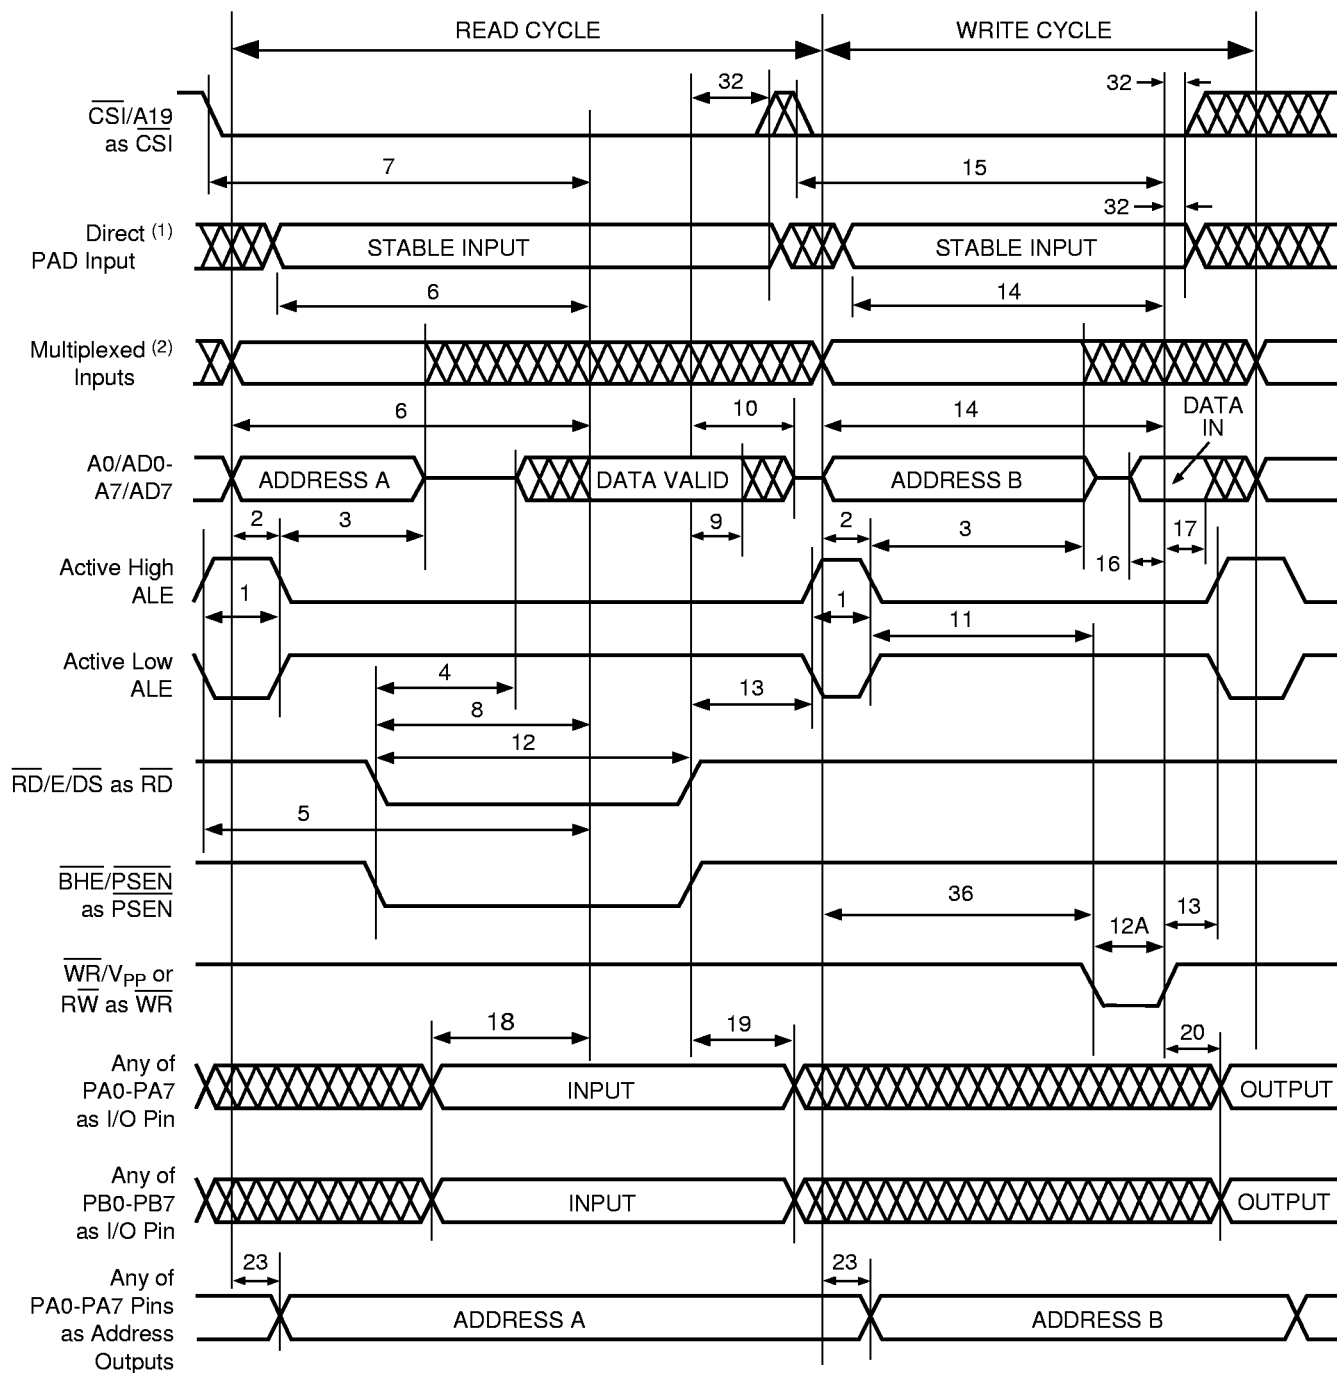 READ CYCLE WRITE CYCLE
32 32
CSI/A19
as CSI
7 15
32
Direct (1)
PAD Input
STABLE INPUT STABLE INPUT
6 14
Multiplexed (2)
Inputs
6 10 14 DATA
IN
A0/AD0-
A7/AD7
ADDRESS A DATA VALID ADDRESS B
2 3 9 2 3 16 17
Active High
ALE
1 1
11
Active Low
ALE
4 13
8
12
RD/E/DS as RD
5
BHE/PSEN
as PSEN
36 13
12A
WR/VPP or
RW as WR
18 19 20
Any of
PA0-PA7
as I/O Pin
INPUT OUTPUT
Any of
PB0-PB7
as I/O Pin
INPUT OUTPUT
23 23
Any of
PA0-PA7 Pins
as Address
Outputs
ADDRESS A ADDRESS B